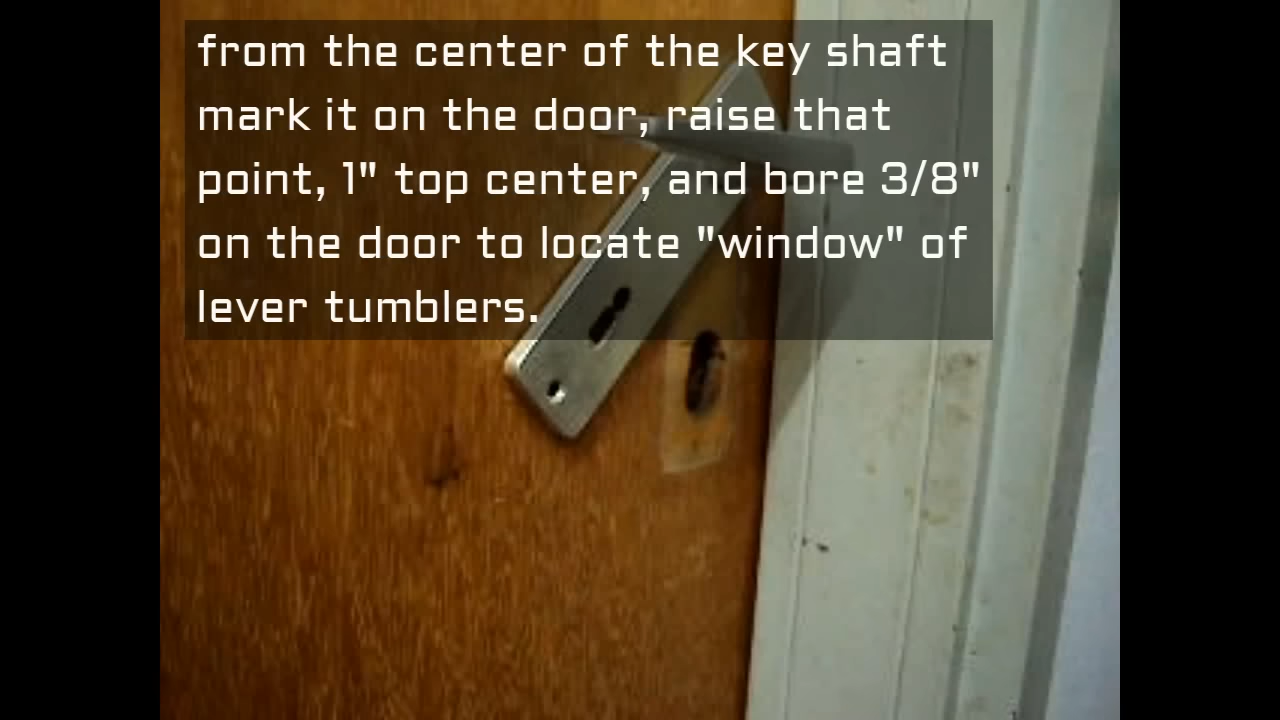 from the center of the key shaft
mark it on the door, raise that
point, 1" top center, and bore 3/8"
on the door to locate "window" of
lever tumblers.